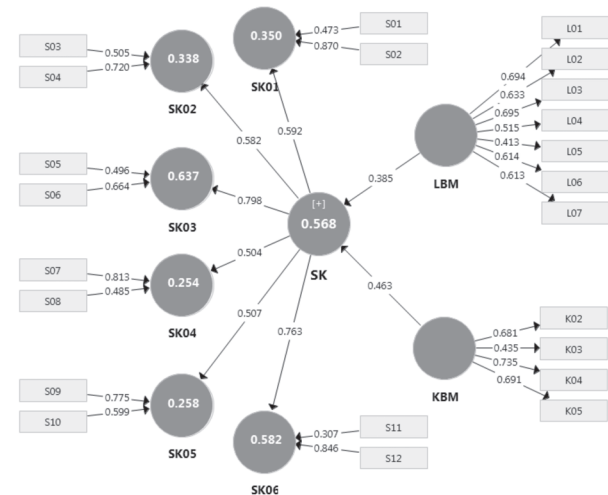 S01
0.473
0.350
S02
0.870
SK01
S03
0.505
0.338
S04
0.720
SK02
L01
L02
L03
L04
L05
L06
L07
0.694
0.633
0.695
0.515
0.413
0.614
0.613
LBM
0.582
0.592
0.385
S05
0.496
0.637
S06
0.664
SK03
0.798
[+]
0.568
SK
S07
0.813
0.254
S08
0.485
SK04
0.504
0.463
0.507
0.763
K02
K03
K04
K05
0.681
0.435
0.735
0.691
KBM
S09
0.775
0.258
S10
0.599
SK05
S11
0.307
0.582
S12
0.846
SK06